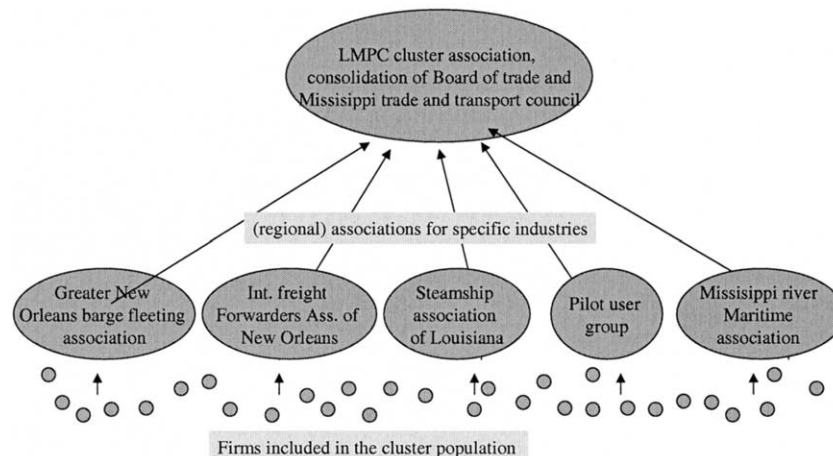 LMPC cluster association,
consolidation of Board of trade and
Missisippi trade and transport council
(regional) associations for specific industries
Greater New
Orleans barge fleeting
association
Int. freight
Forwarders Ass. of
New Orleans
Steamship
association
of Louisiana
Pilot user
group
Missisippi river
Maritime
association
Firms included in the cluster population